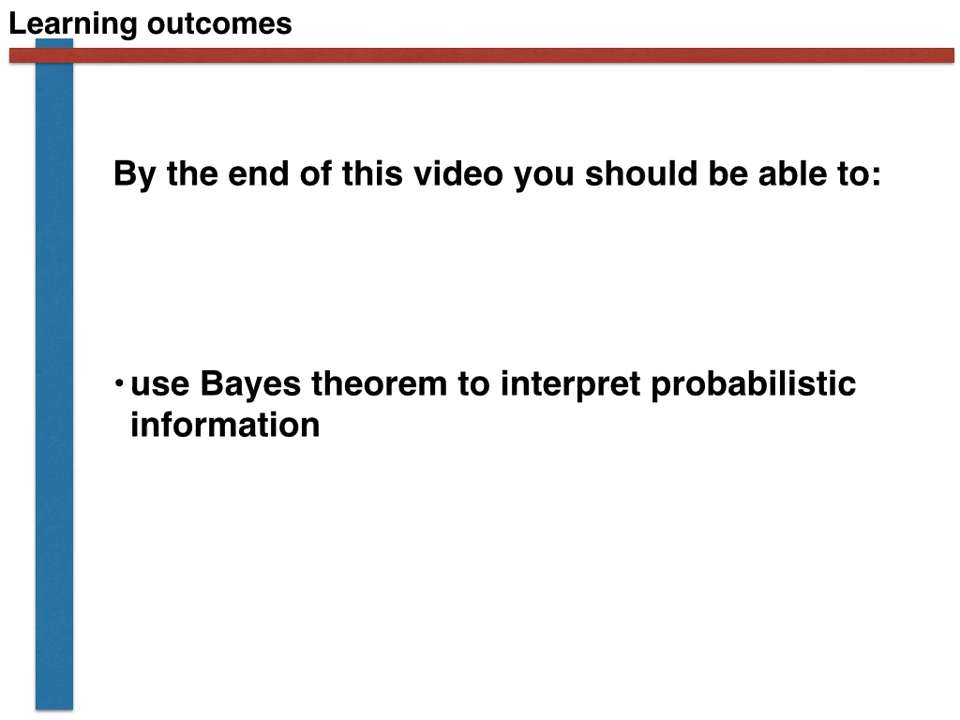 Learning outcomes
By the end of this video you should be able to:
• use Bayes theorem to interpret probabilistic
information